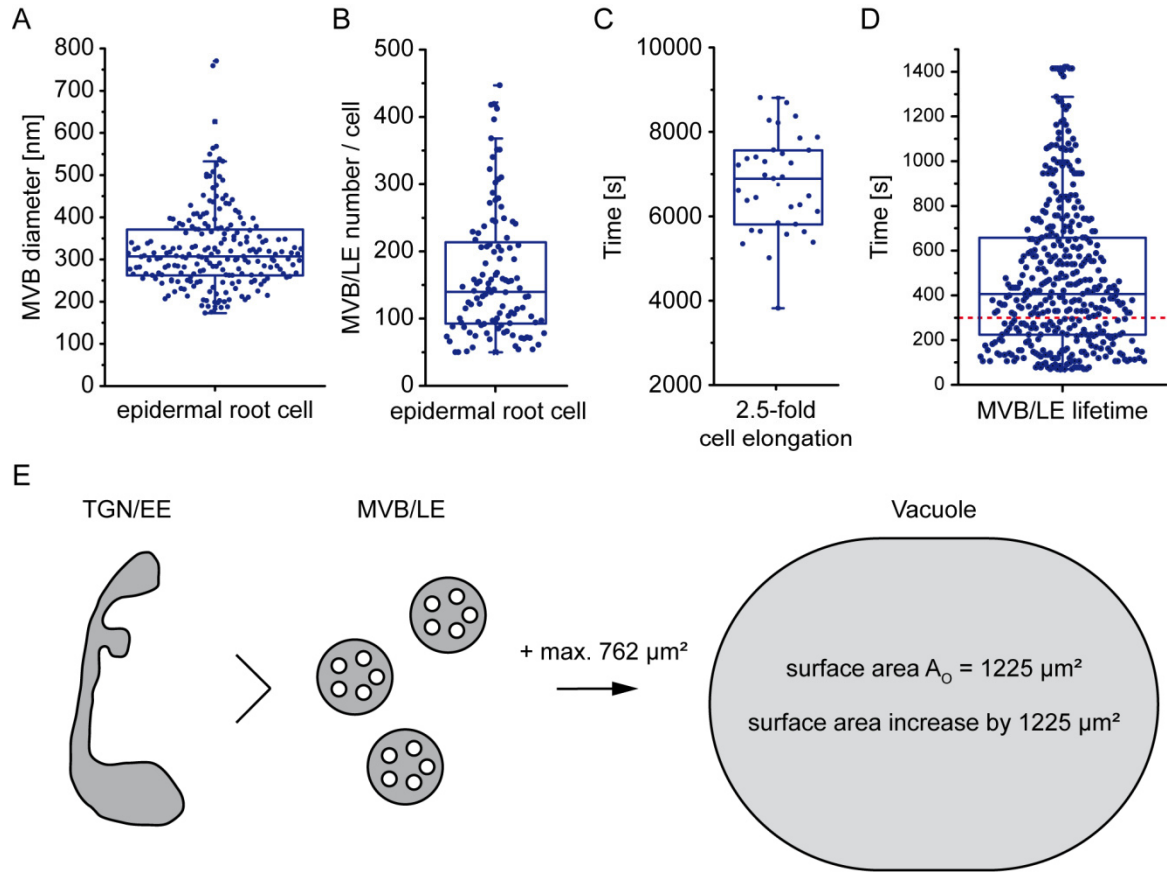 A
B
C
D
800
700
600
500
400
300
200
100
0
MVB diameter [nm]
epidermal root cell
500
400
300
200
100
0
MVB/LE number / cell
epidermal root cell
10000
8000
6000
4000
2000
Time [s]
2.5-fold
cell elongation
1400
1200
1000
800
600
400
200
0
Time [s]
MVB/LE lifetime
E
TGN/EE
MVB/LE
Vacuole
+ max. 762 µm²
surface area A₀ = 1225 µm²
surface area increase by 1225 µm²